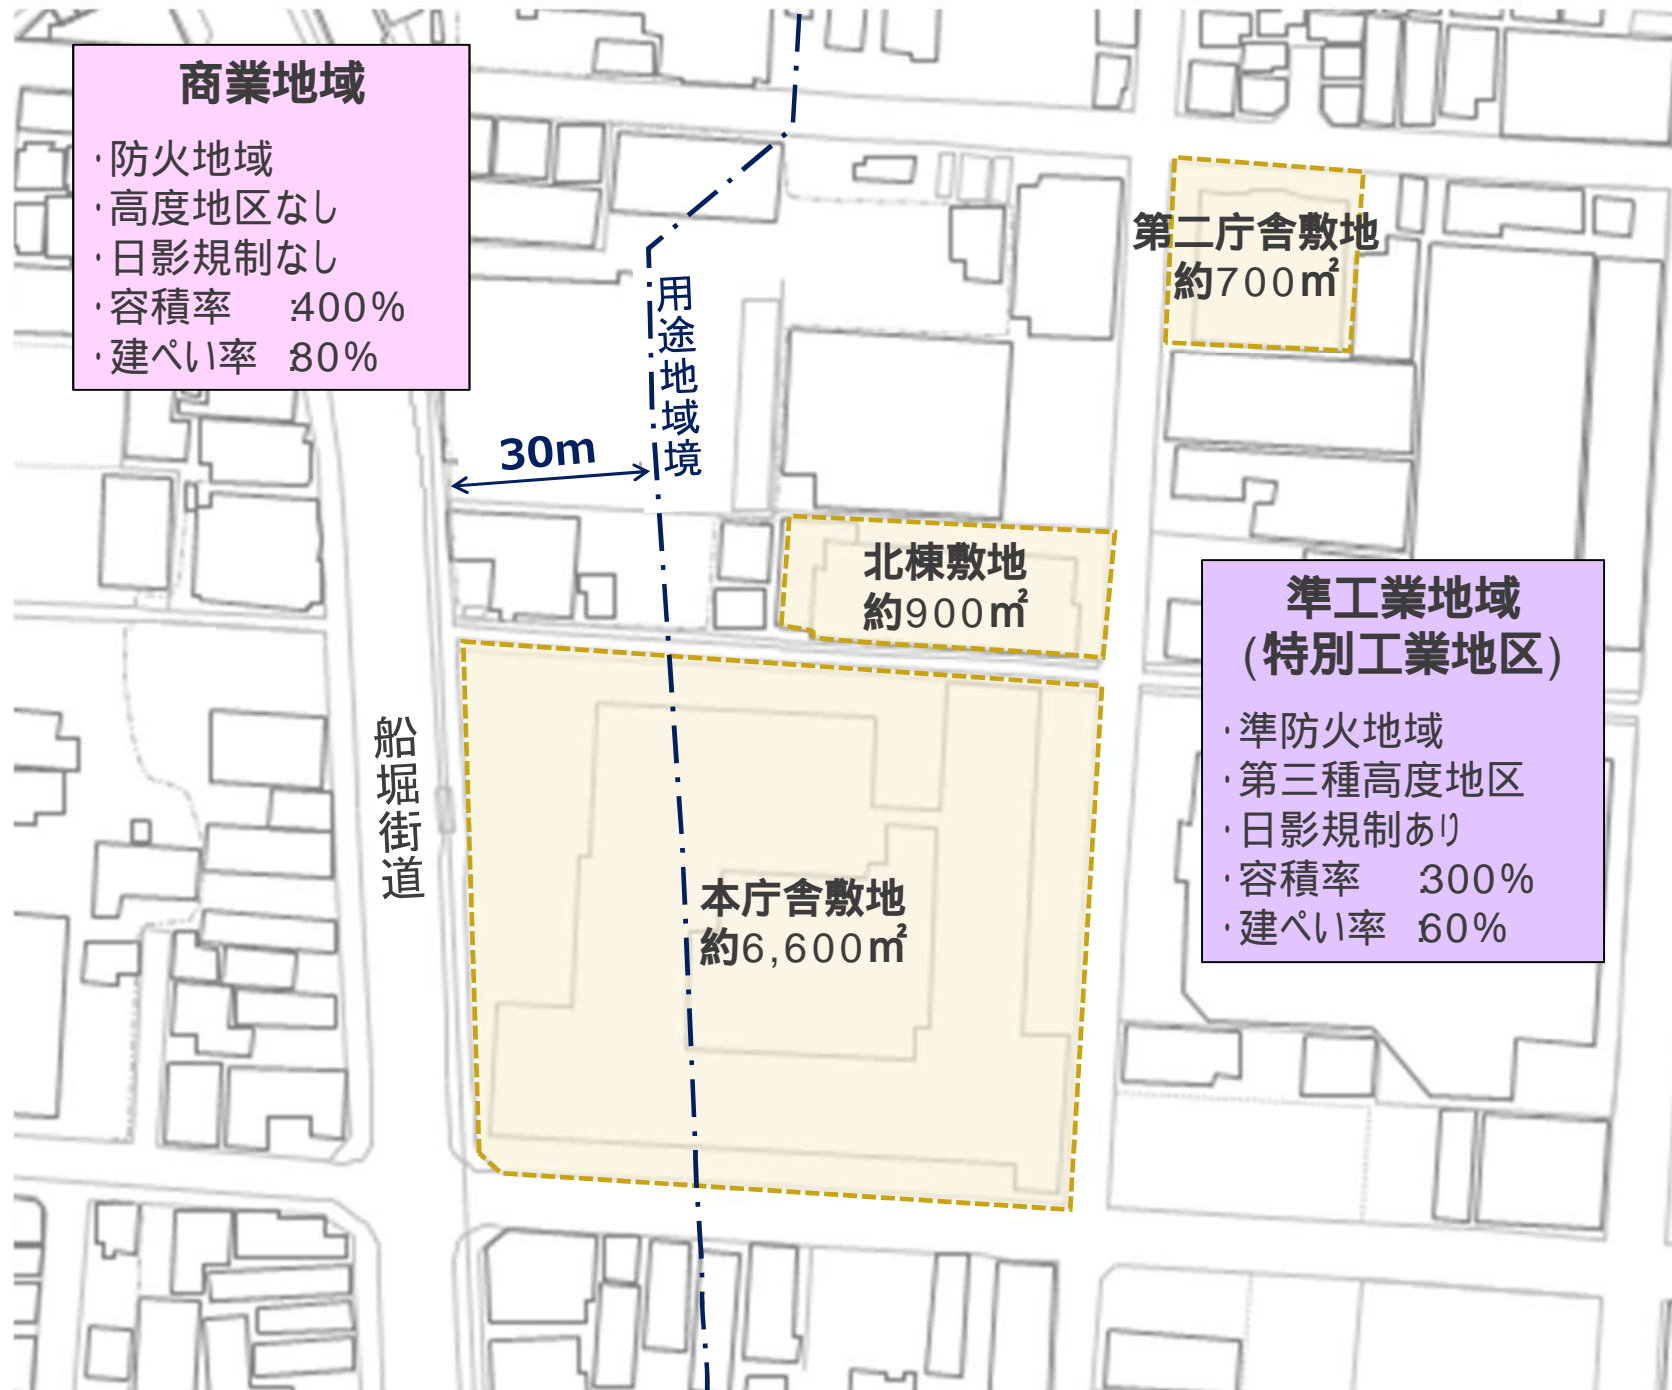 商業地域
･防火地域
･高度地区なし
･日影規制なし
･容積率　:400%
･建ぺい率 :80%
用途地域境
30m
第二庁舎敷地
約700㎡
北棟敷地
約900㎡
準工業地域
(特別工業地区)
･準防火地域
･第三種高度地区
･日影規制あり
･容積率　:300%
･建ぺい率 :60%
船堀街道
本庁舎敷地
約6,600㎡